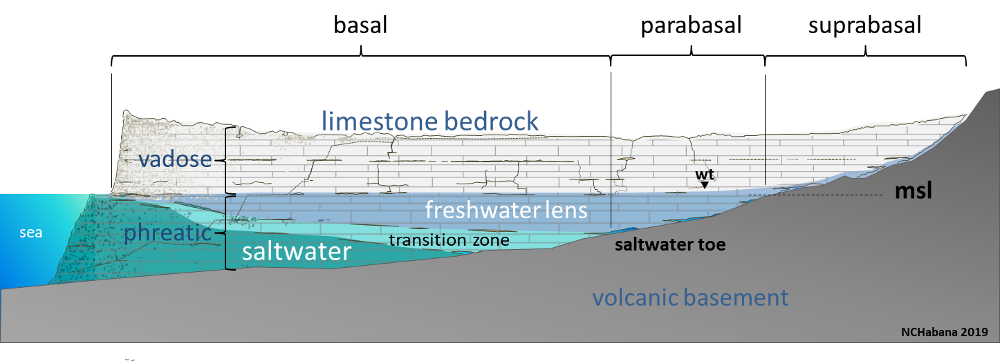 basal
parabasal
suprabasal
limestone bedrock
vadose
wt
msl
freshwater lens
sea
phreatic
transition zone
saltwater
saltwater toe
volcanic basement
NCHabana 2019